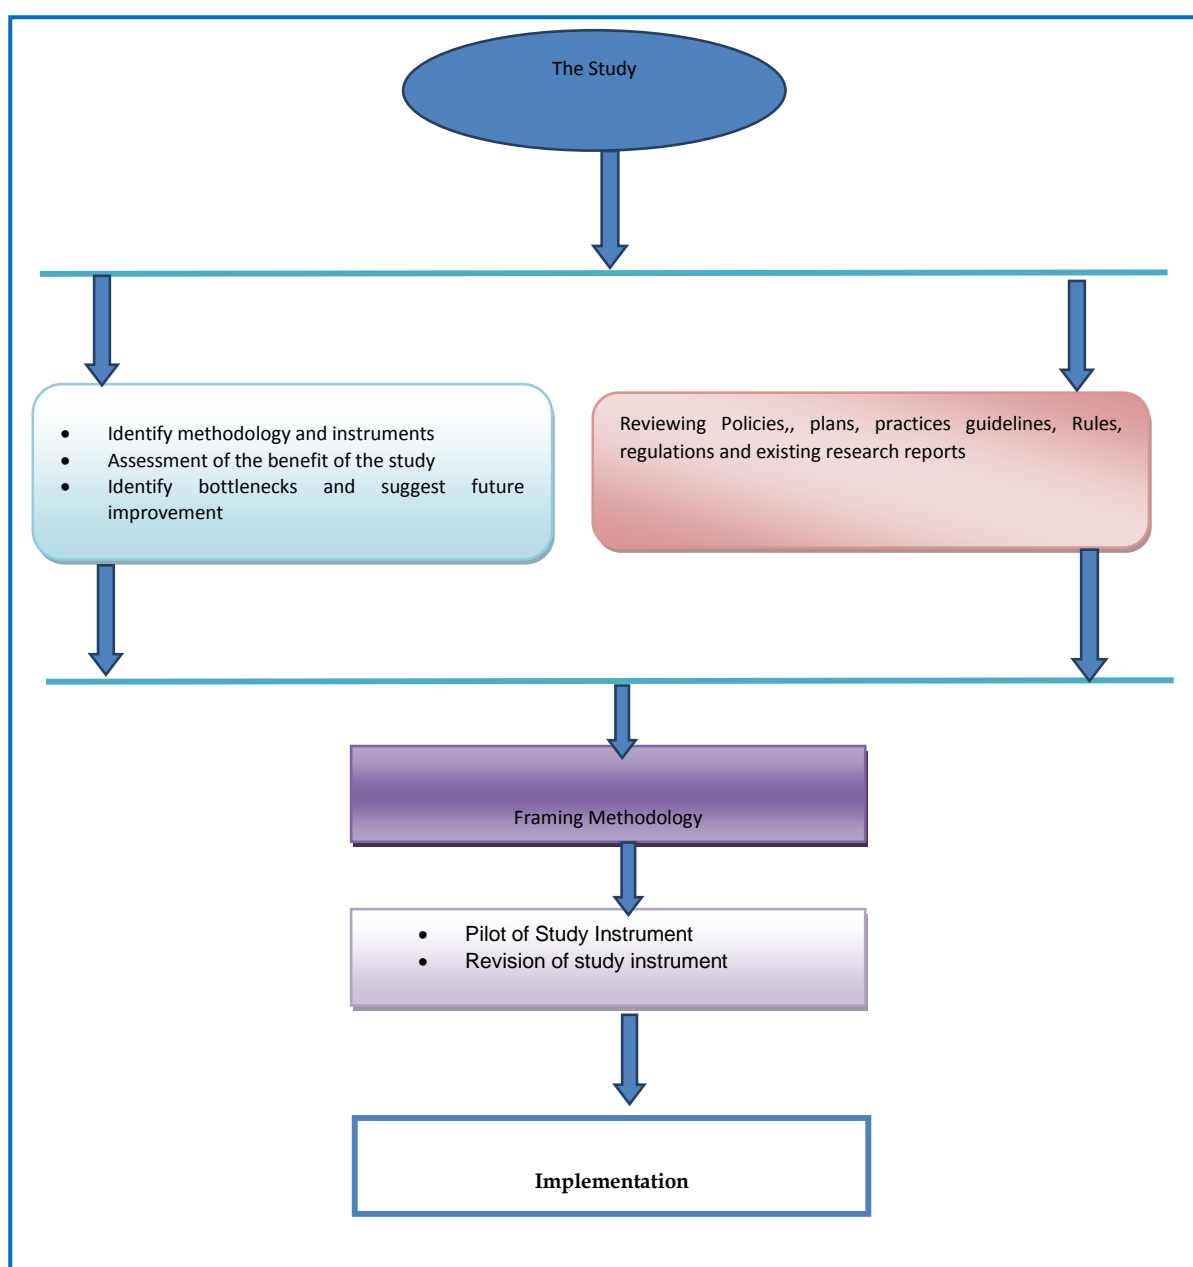 The Study
• Identify methodology and instruments
• Assessment of the benefit of the study
• Identify bottlenecks and suggest future
improvement
Reviewing Policies,, plans, practices guidelines, Rules,
regulations and existing research reports
Framing Methodology
• Pilot of Study Instrument
• Revision of study instrument
Implementation